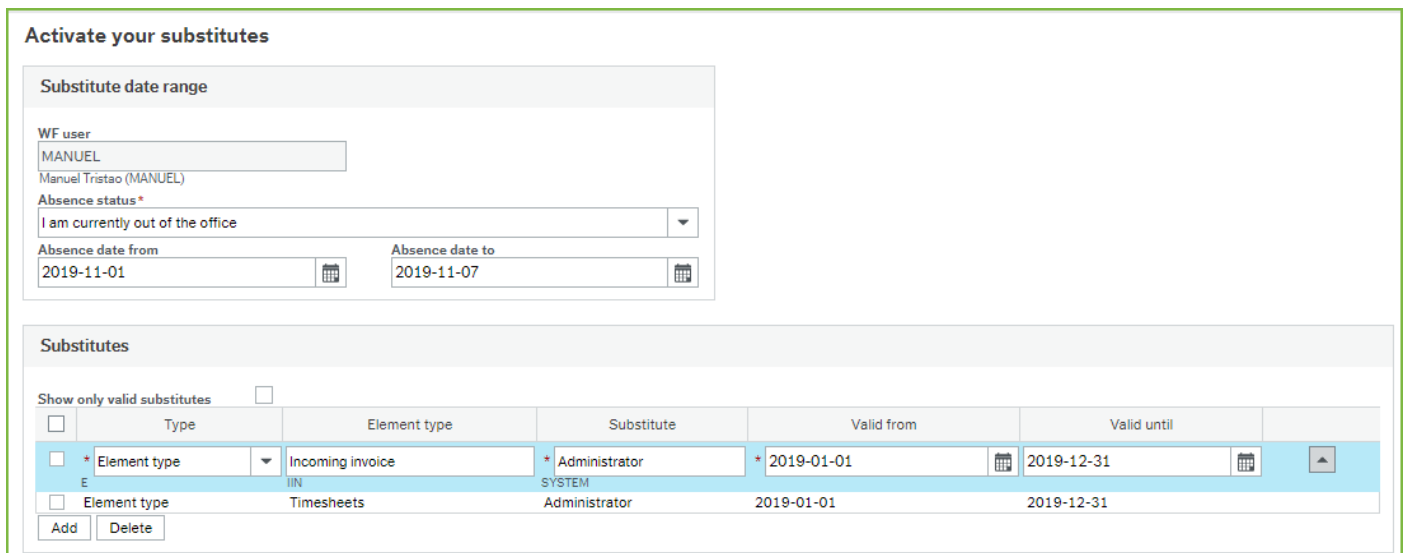 Activate your substitutes
Substitute date range
WF user
MANUEL
Manuel Tristao (MANUEL)
Absence status*
I am currently out of the office
Absence date from Absence date to
2019-11-01 2019-11-07
Substitutes
Show only valid substitutes
Type Element type Substitute Valid from Valid until
* Element type Incoming invoice * Administrator * 2019-01-01 2019-12-31
E IIN SYSTEM
Element type Timesheets Administrator 2019-01-01 2019-12-31
Add Delete